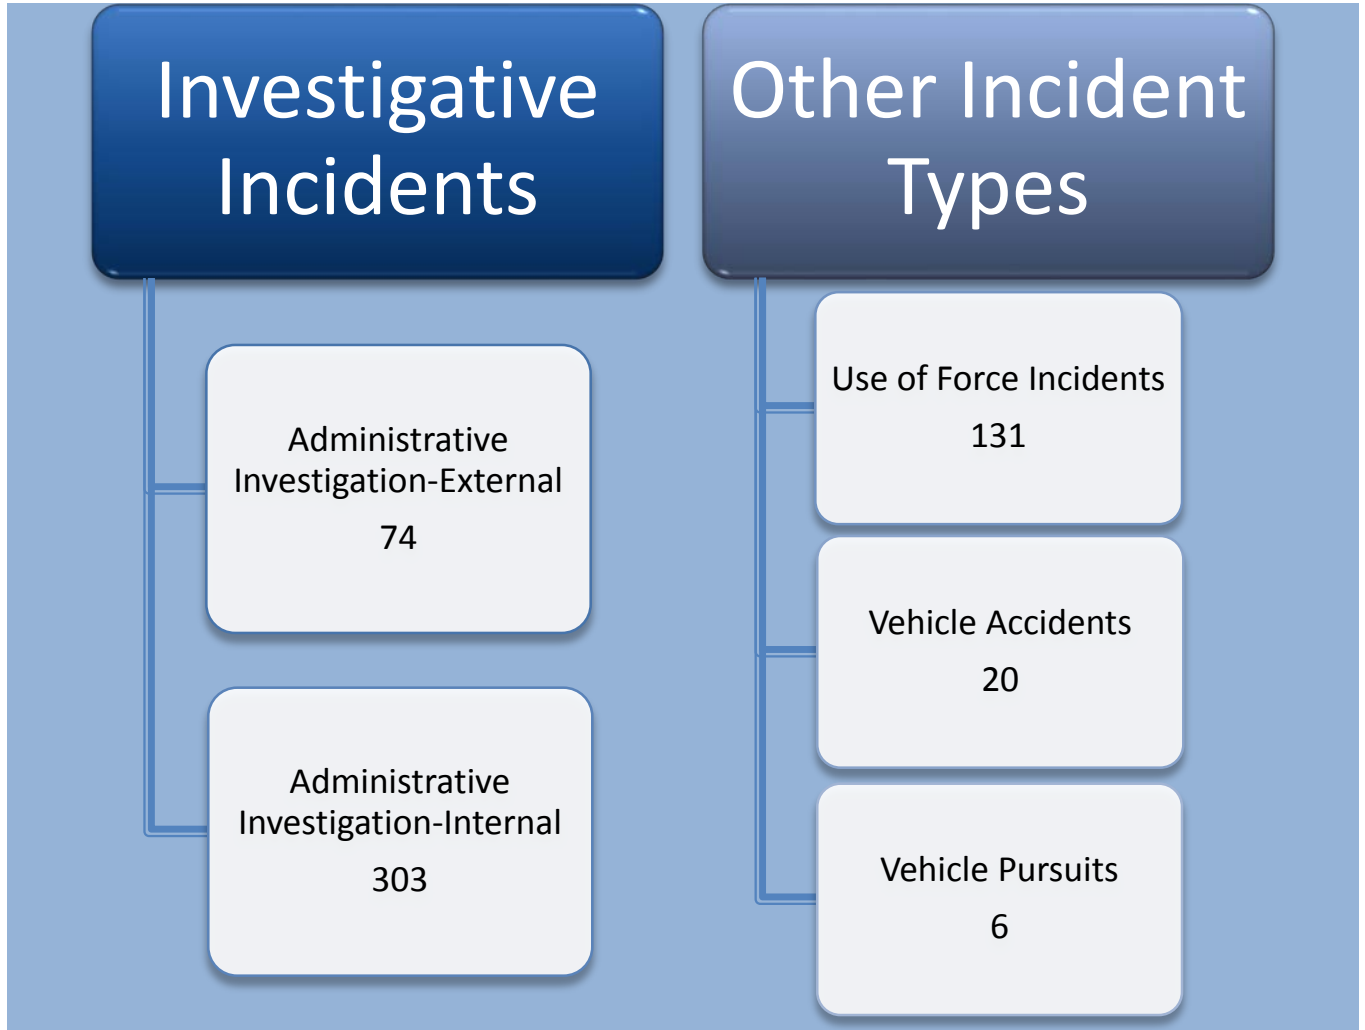 Investigative
Incidents
Administrative
Investigation-External
74
Administrative
Investigation-Internal
303
Other Incident
Types
Use of Force Incidents
131
Vehicle Accidents
20
Vehicle Pursuits
6